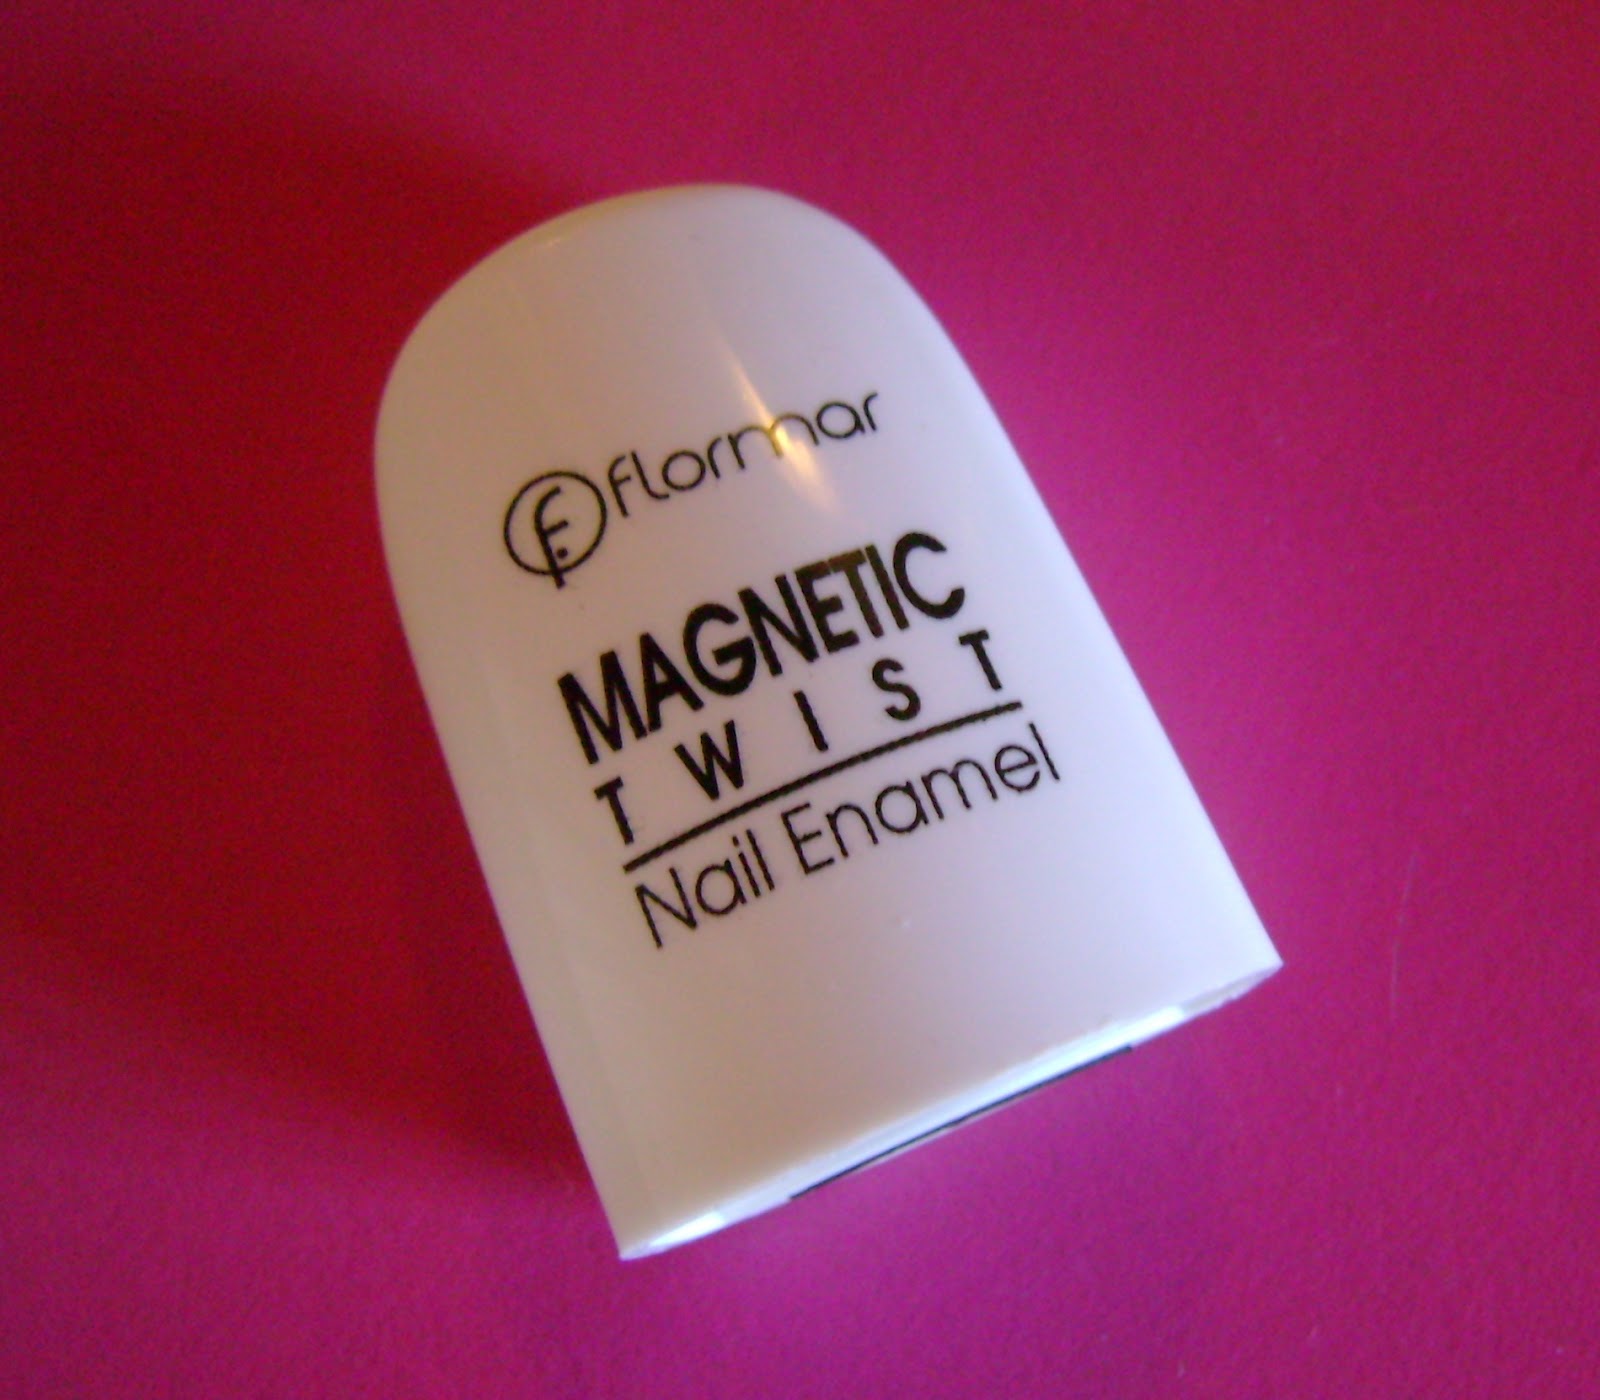 F. flormar
MAGNETIC
TWIST
Nail Enamel